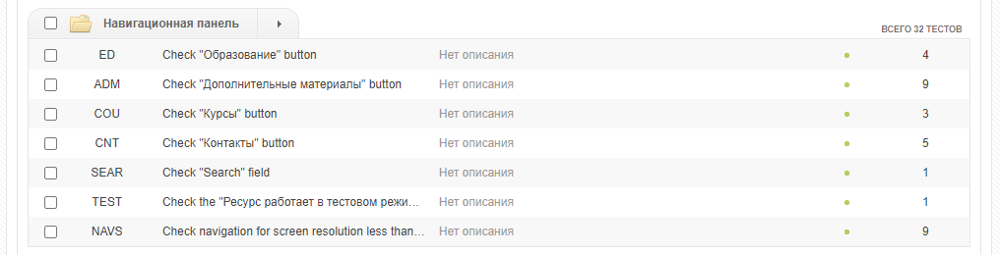 Навигационная панель
ВСЕГО 32 ТЕСТОВ
ED Check "Образование" button Нет описания 4
ADM Check "Дополнительные материалы" button Нет описания 9
COU Check "Курсы" button Нет описания 3
CNT Check "Контакты" button Нет описания 5
SEAR Check "Search" field Нет описания 1
TEST Check the "Ресурс работает в тестовом режи... Нет описания 1
NAVS Check navigation for screen resolution less than... Нет описания 9